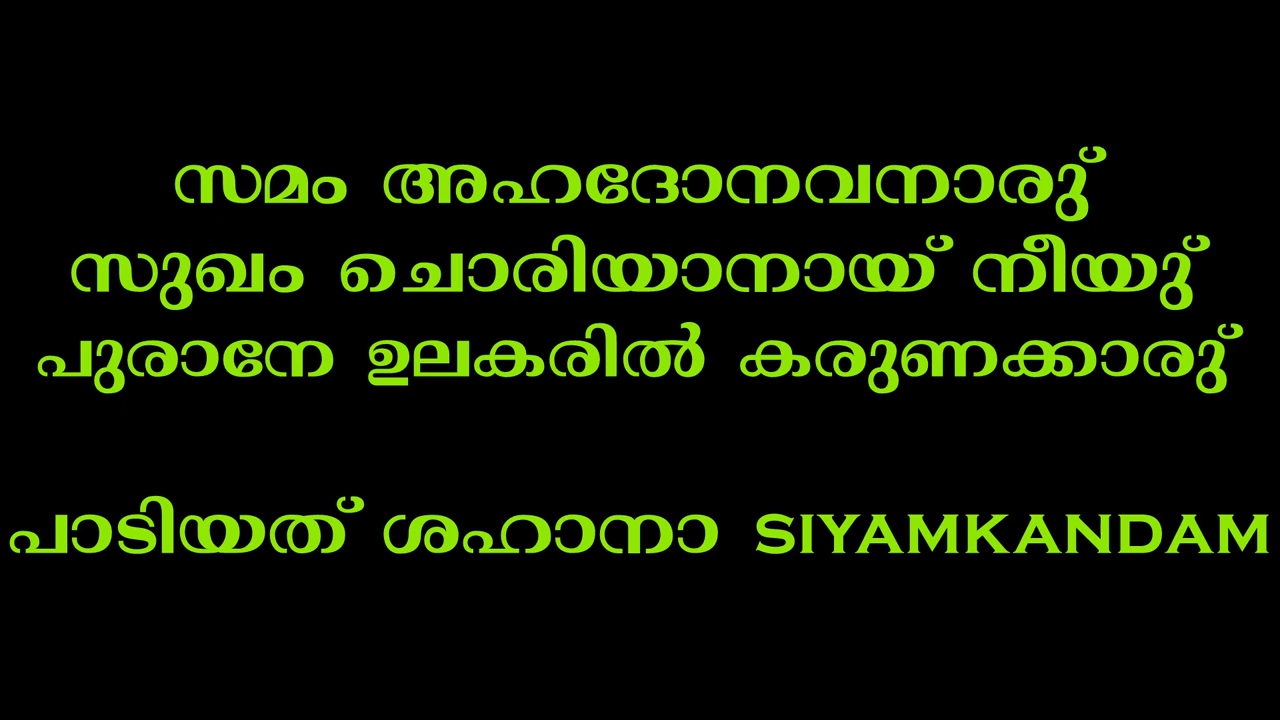 സമം അഹദോനവനാരു്
സുഖം ചൊരിയാനായ് നീയു്
പുരാനേ ഉലകരിൽ കരുണക്കാരു്
പാടിയത് ശഹാനാ SIYAMKANDAM